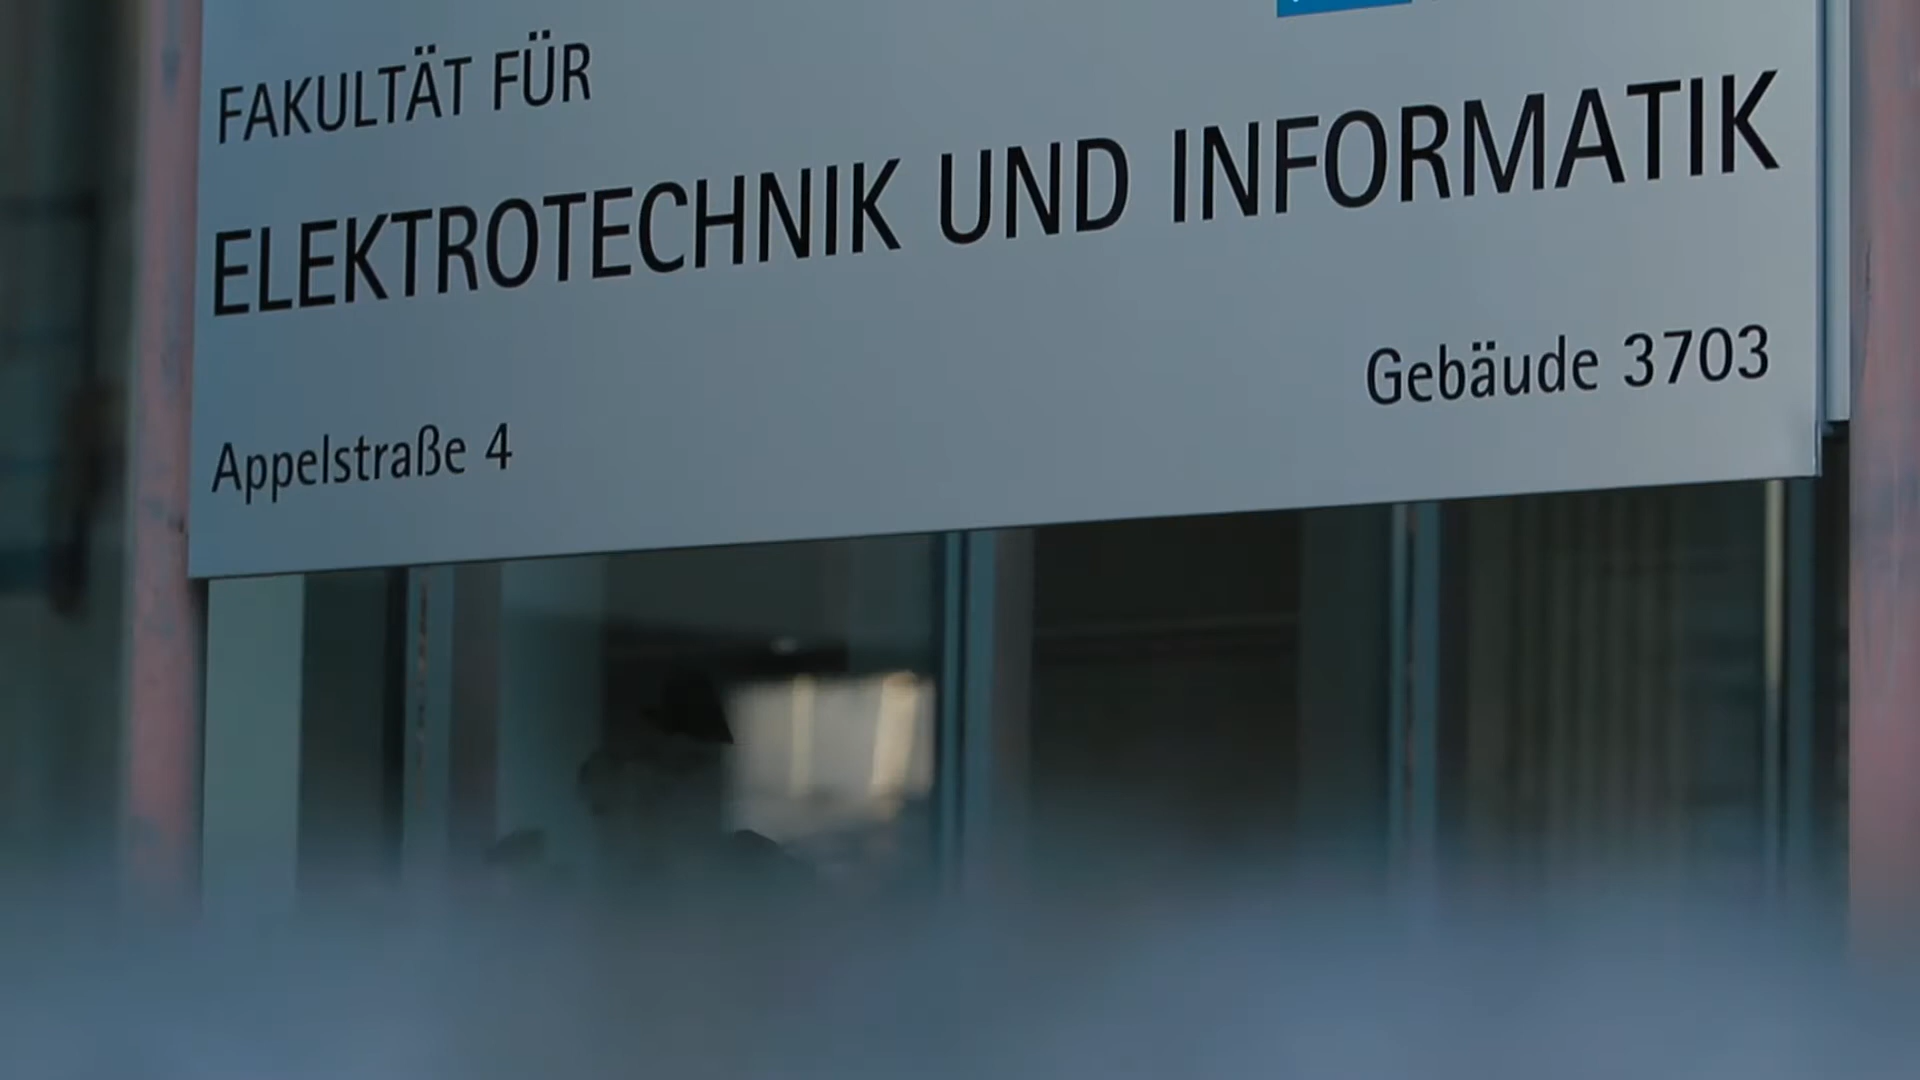 FAKULTÄT FÜR
ELEKTROTECHNIK UND INFORMATIK
Gebäude 3703
Appelstraße 4